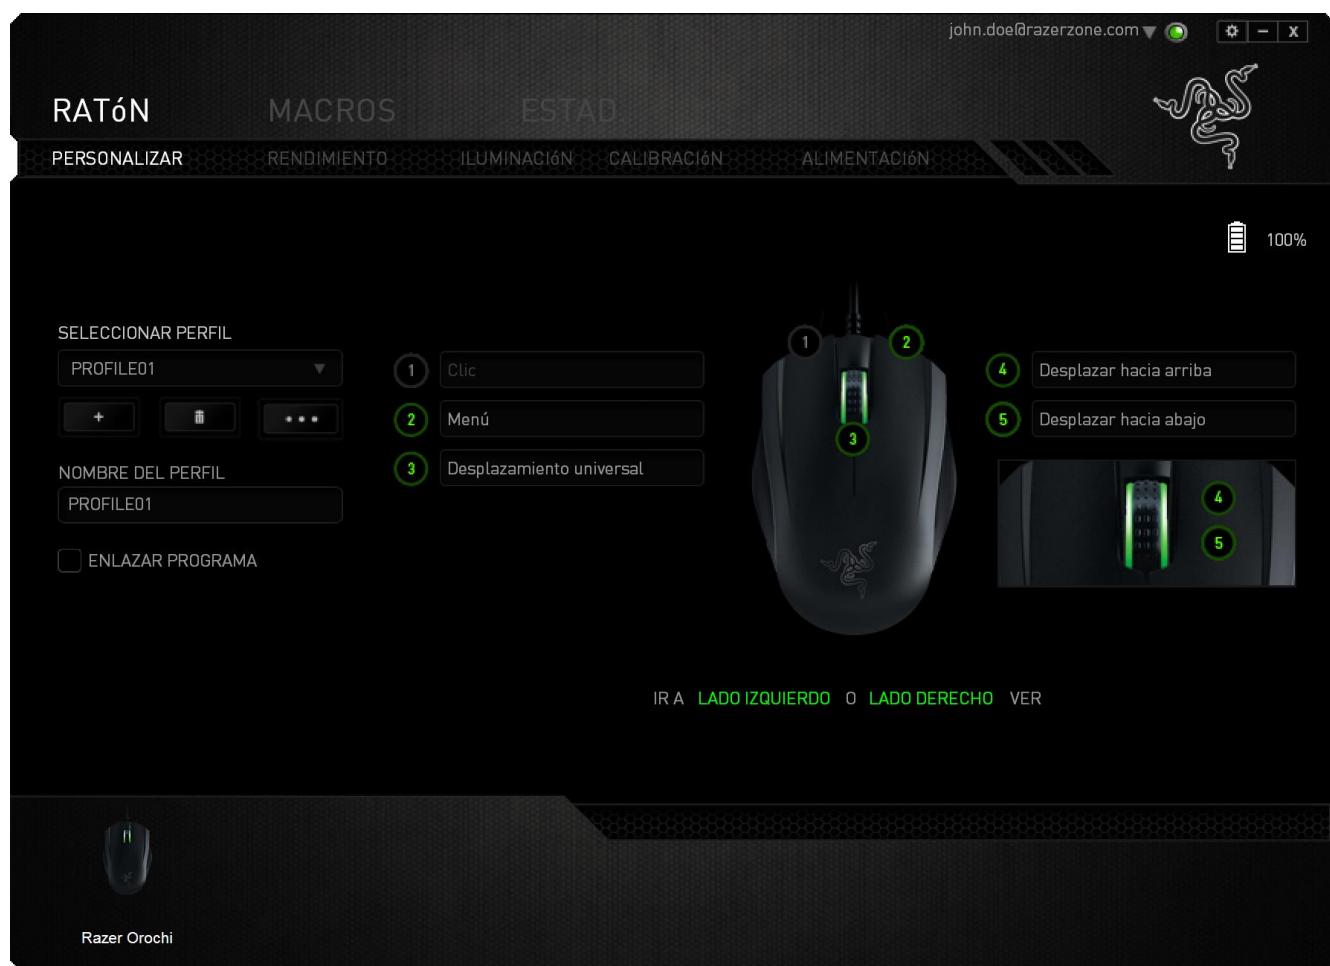 john.doe@razerzone.com
RATóN MACROS ESTAD
PERSONALIZAR RENDIMIENTO ILUMINACIóN CALIBRACIóN ALIMENTACIóN
100%
SELECCIONAR PERFIL
PROFILE01
NOMBRE DEL PERFIL
PROFILE01
ENLAZAR PROGRAMA
1 Clic
2 Menú
3 Desplazamiento universal
1 2
3
4 Desplazar hacia arriba
5 Desplazar hacia abajo
4
5
IR A LADO IZQUIERDO O LADO DERECHO VER
Razer Orochi